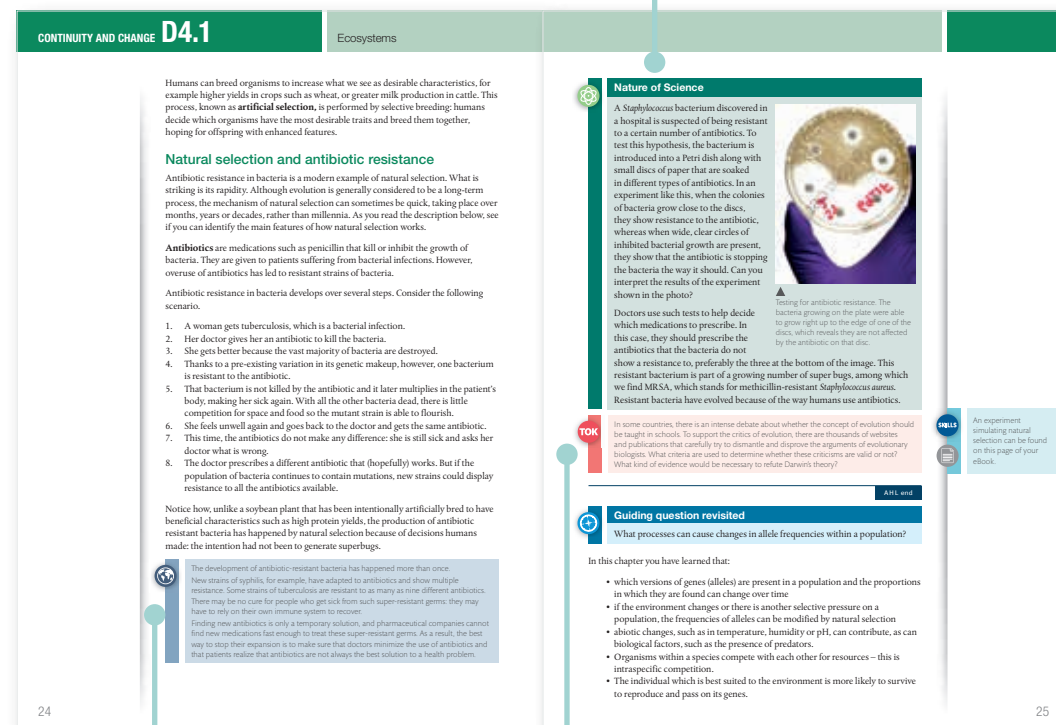 CONTINUITY AND CHANGE D4.1
Ecosystems
Humans can breed organisms to increase what we see as desirable characteristics, for
example higher yields in crops such as wheat, or greater milk production in cattle. This
process, known as artificial selection, is performed by selective breeding: humans
decide which organisms have the most desirable traits and breed them together,
hoping for offspring with enhanced features.
Natural selection and antibiotic resistance
Antibiotic resistance in bacteria is a modern example of natural selection. What is
striking is its rapidity. Although evolution is generally considered to be a long-term
process, the mechanism of natural selection can sometimes be quick, taking place over
months, years or decades, rather than millennia. As you read the description below, see
if you can identify the main features of how natural selection works.
Antibiotics are medications such as penicillin that kill or inhibit the growth of
bacteria. They are given to patients suffering from bacterial infections. However,
overuse of antibiotics has led to resistant strains of bacteria.
Antibiotic resistance in bacteria develops over several steps. Consider the following
scenario.
1. A woman gets tuberculosis, which is a bacterial infection.
2. Her doctor gives her an antibiotic to kill the bacteria.
3. She gets better because the vast majority of bacteria are destroyed.
4. Thanks to a pre-existing variation in its genetic makeup, however, one bacterium
is resistant to the antibiotic.
5. That bacterium is not killed by the antibiotic and it later multiplies in the patient's
body, making her sick again. With all the other bacteria dead, there is little
competition for space and food so the mutant strain is able to flourish.
6. She feels unwell again and goes back to the doctor and gets the same antibiotic.
7. This time, the antibiotics do not make any difference: she is still sick and asks her
doctor what is wrong.
8. The doctor prescribes a different antibiotic that (hopefully) works. But if the
population of bacteria continues to contain mutations, new strains could display
resistance to all the antibiotics available.
Notice how, unlike a soybean plant that has been intentionally artificially bred to have
beneficial characteristics such as high protein yields, the production of antibiotic
resistant bacteria has happened by natural selection because of decisions humans
made: the intention had not been to generate superbugs.
The development of antibiotic-resistant bacteria has happened more than once.
New strains of syphilis, for example, have adapted to antibiotics and show multiple
resistance. Some strains of tuberculosis are resistant to as many as nine different antibiotics.
There may be no cure for people who get sick from such super-resistant germs: they may
have to rely on their own immune system to recover.
Finding new antibiotics is only a temporary solution, and pharmaceutical companies cannot
find new medications fast enough to treat these super-resistant germs. As a result, the best
way to stop their expansion is to make sure that doctors minimize the use of antibiotics and
that patients realize that antibiotics are not always the best solution to a health problem.
24
Nature of Science
A Staphylococcus bacterium discovered in
a hospital is suspected of being resistant
to a certain number of antibiotics. To
test this hypothesis, the bacterium is
introduced into a Petri dish along with
small discs of paper that are soaked
in different types of antibiotics. In an
experiment like this, when the colonies
of bacteria grow close to the discs,
they show resistance to the antibiotic,
whereas when wide, clear circles of
inhibited bacterial growth are present,
they show that the antibiotic is stopping
the bacteria the way it should. Can you
interpret the results of the experiment
shown in the photo?
Testing for antibiotic resistance. The
bacteria growing on the plate were able
to grow right up to the edge of one of the
discs, which reveals they are not affected
by the antibiotic on that disc.
Doctors use such tests to help decide
which medications to prescribe. In
this case, they should prescribe the
antibiotics that the bacteria do not
show a resistance to, preferably the three at the bottom of the image. This
resistant bacterium is part of a growing number of super bugs, among which
we find MRSA, which stands for methicillin-resistant Staphylococcus aureus.
Resistant bacteria have evolved because of the way humans use antibiotics.
TOK
In some countries, there is an intense debate about whether the concept of evolution should
be taught in schools. To support the critics of evolution, there are thousands of websites
and publications that carefully try to dismantle and disprove the arguments of evolutionary
biologists. What criteria are used to determine whether these criticisms are valid or not?
What kind of evidence would be necessary to refute Darwin's theory?
SKILLS
An experiment
simulating natural
selection can be found
on this page of your
eBook.
AHL end
Guiding question revisited
What processes can cause changes in allele frequencies within a population?
In this chapter you have learned that:
• which versions of genes (alleles) are present in a population and the proportions
in which they are found can change over time
• if the environment changes or there is another selective pressure on a
population, the frequencies of alleles can be modified by natural selection
• abiotic changes, such as in temperature, humidity or pH, can contribute, as can
biological factors, such as the presence of predators.
• Organisms within a species compete with each other for resources – this is
intraspecific competition.
• The individual which is best suited to the environment is more likely to survive
to reproduce and pass on its genes.
25